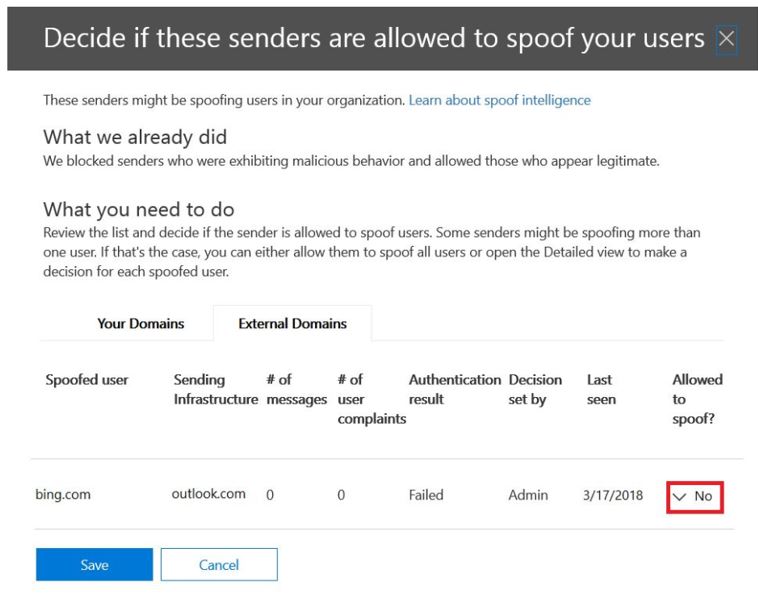 Decide if these senders are allowed to spoof your users
These senders might be spoofing users in your organization. Learn about spoof intelligence
What we already did
We blocked senders who were exhibiting malicious behavior and allowed those who appear legitimate.
What you need to do
Review the list and decide if the sender is allowed to spoof users. Some senders might be spoofing more than
one user. If that's the case, you can either allow them to spoof all users or open the Detailed view to make a
decision for each spoofed user.
Your Domains External Domains
Spoofed user Sending # of # of Authentication Decision Last Allowed
Infrastructure messages user result set by seen to
complaints spoof?
bing.com outlook.com 0 0 Failed Admin 3/17/2018 No
Save Cancel